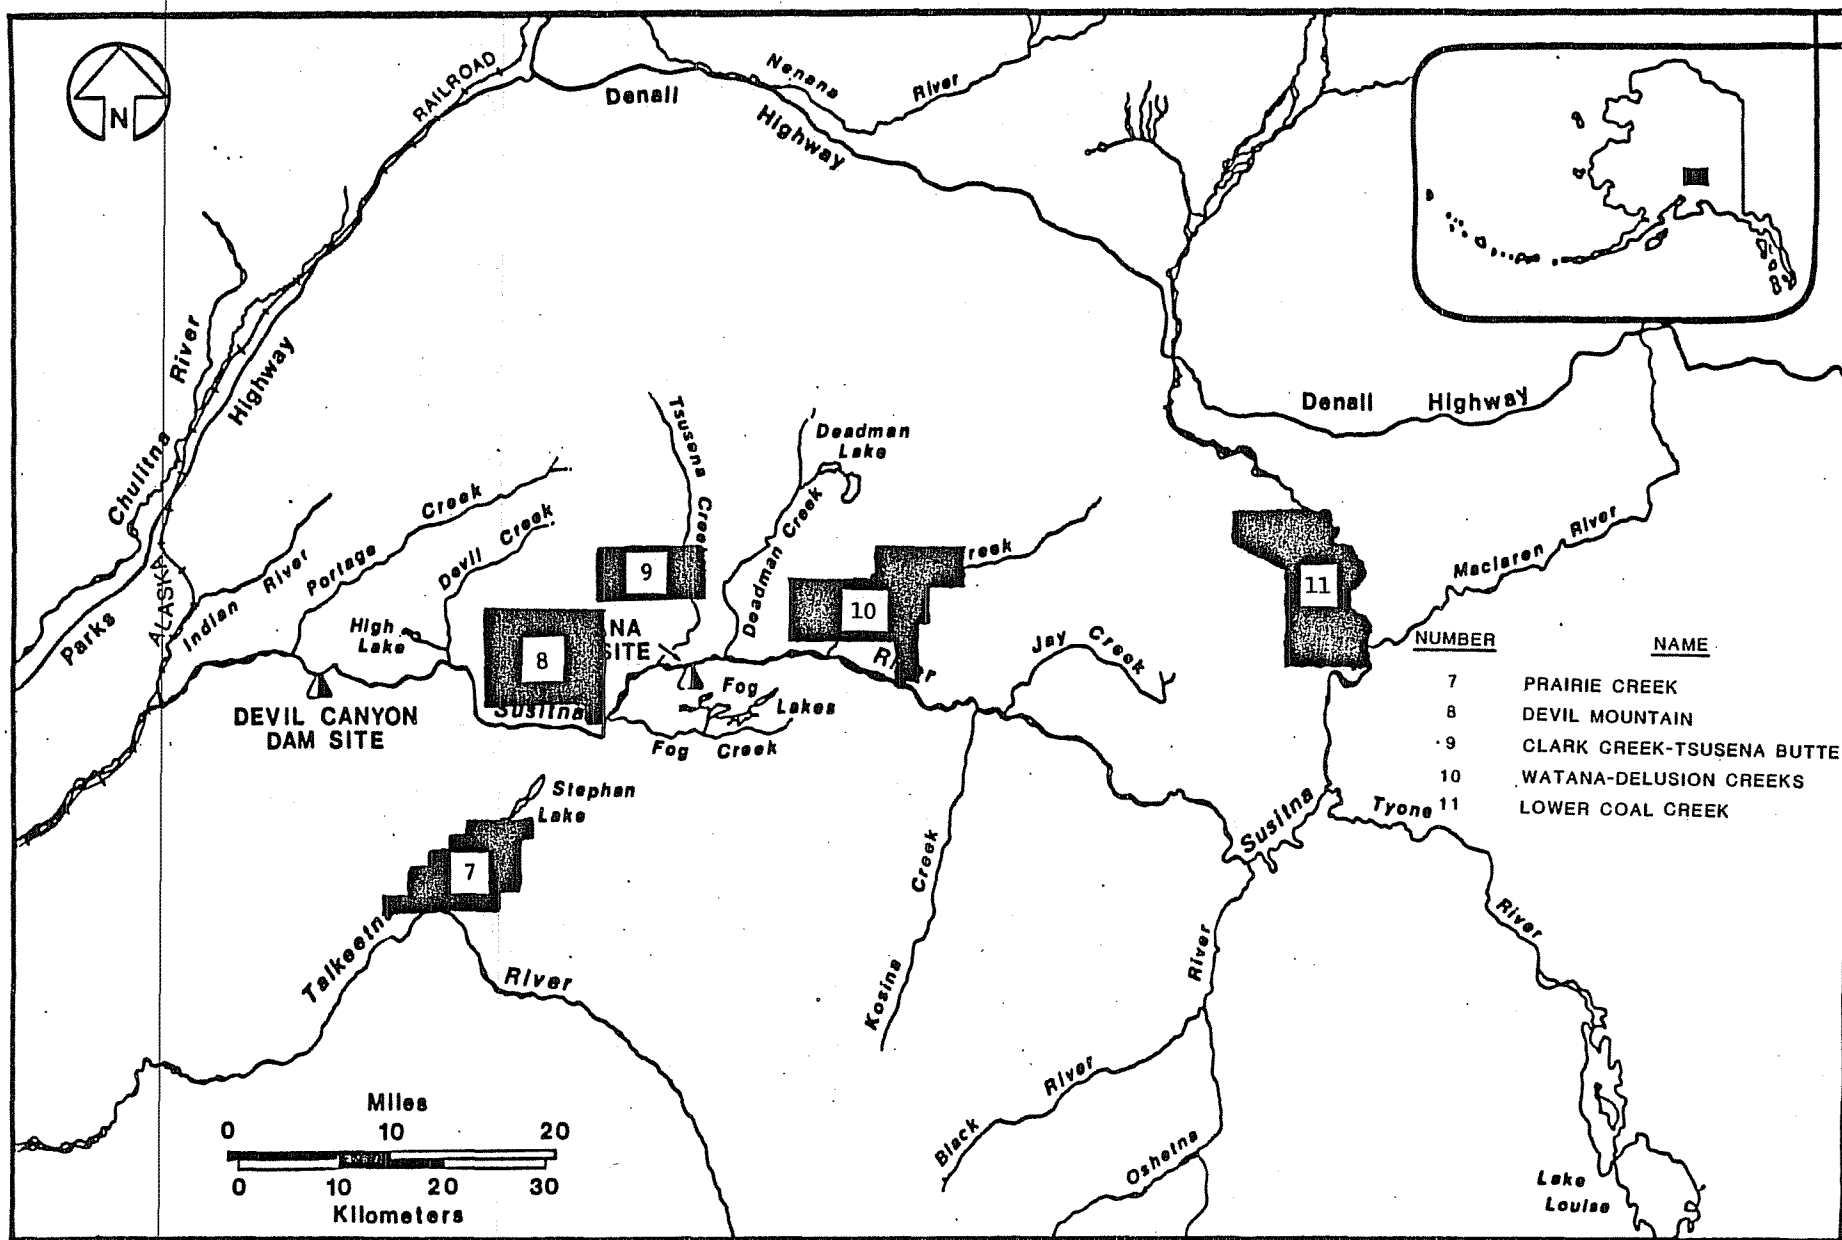 N
RAILROAD
Denali
Highway
Nenana
River
Chulitna
River
Highway
Parks
ALASKA
Indian River
Portage Creek
Devil Creek
Tsusena Creek
Deadman
Lake
Deadman Creek
reek
High
Lake
NA
SITE
River
Jay Creek
Denali Highway
Maclaren River
9
10
8
11
7
DEVIL CANYON
DAM SITE
Susitna
Fog
Lakes
Fog Creek
Stephan
Lake
Talkeetn
River
Kosina Creek
Susitna
River
Tyone
River
Black River
Oshetna
Lake
Louise
NUMBER NAME
7 PRAIRIE CREEK
8 DEVIL MOUNTAIN
9 CLARK CREEK-TSUSENA BUTTE
10 WATANA-DELUSION CREEKS
11 LOWER COAL CREEK
Miles
0 10 20
0 10 20 30
Kilometers